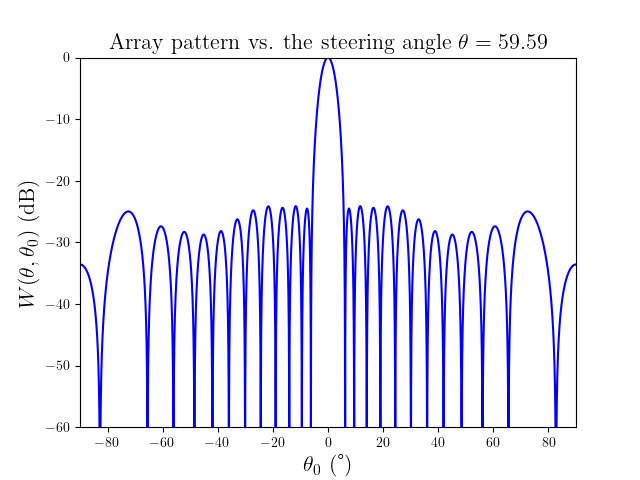 Array pattern vs. the steering angle θ = 59.59
0
−10
−20
−30
−40
−50
−60
W(θ, θ₀) (dB)
−80 −60 −40 −20 0 20 40 60 80
θ₀ (°)